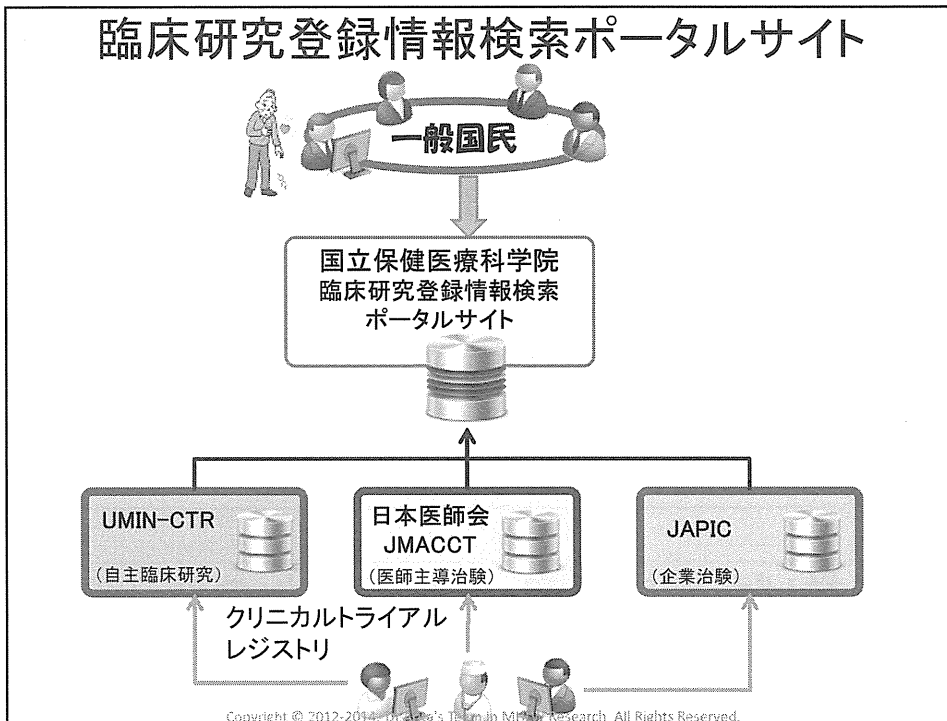 臨床研究登録情報検索ポータルサイト
一般国民
国立保健医療科学院
臨床研究登録情報検索
ポータルサイト
UMIN-CTR
(自主臨床研究)
日本医師会
JMACCT
(医師主導治験)
JAPIC
(企業治験)
クリニカルトライアル
レジストリ
Copyright © 2012-2014, Research. All Rights Reserved.